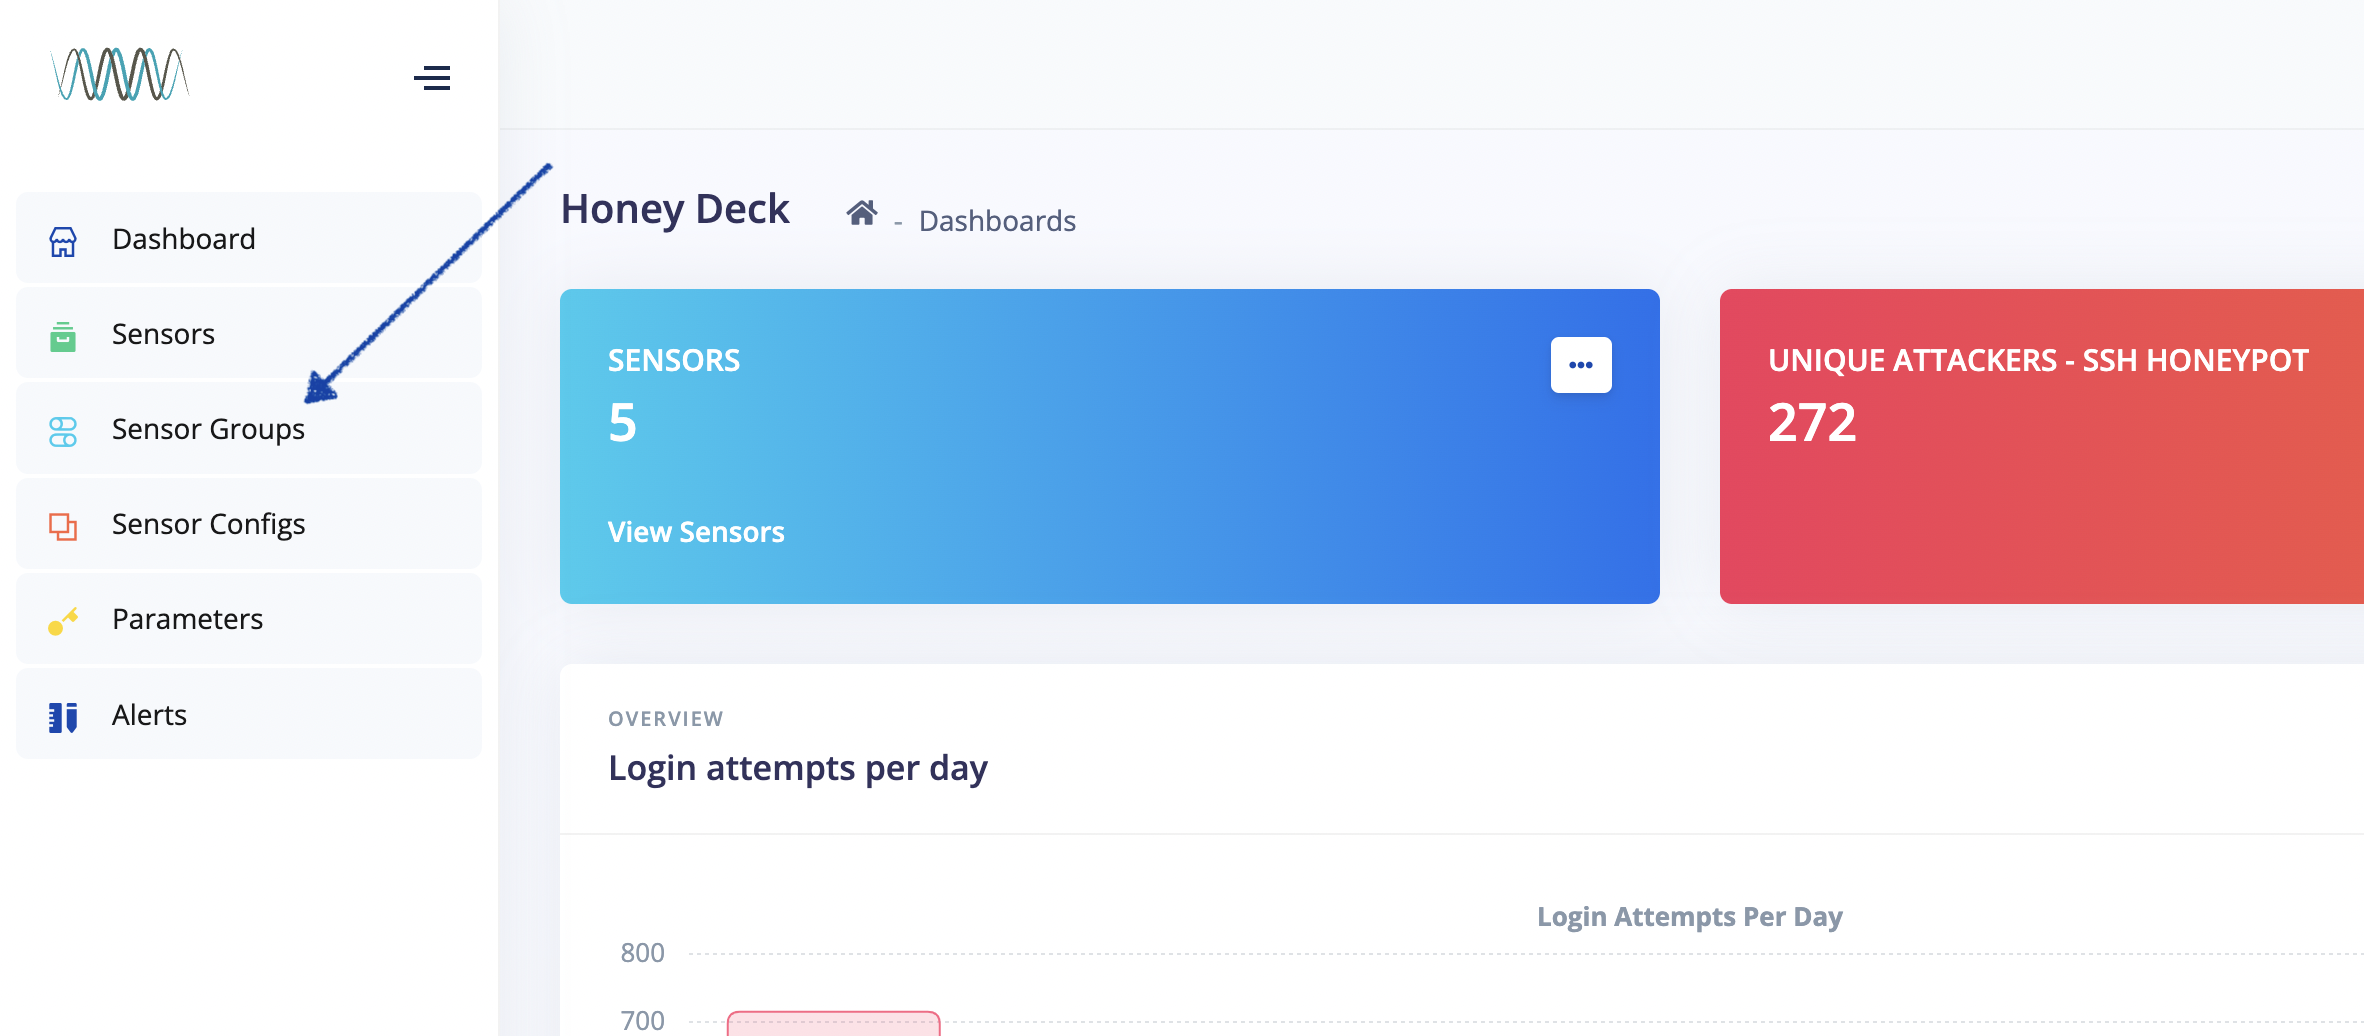 Dashboard
Sensors
Sensor Groups
Sensor Configs
Parameters
Alerts
Honey Deck
- Dashboards
SENSORS
5
View Sensors
UNIQUE ATTACKERS - SSH HONEYPOT
272
OVERVIEW
Login attempts per day
Login Attempts Per Day
800
700